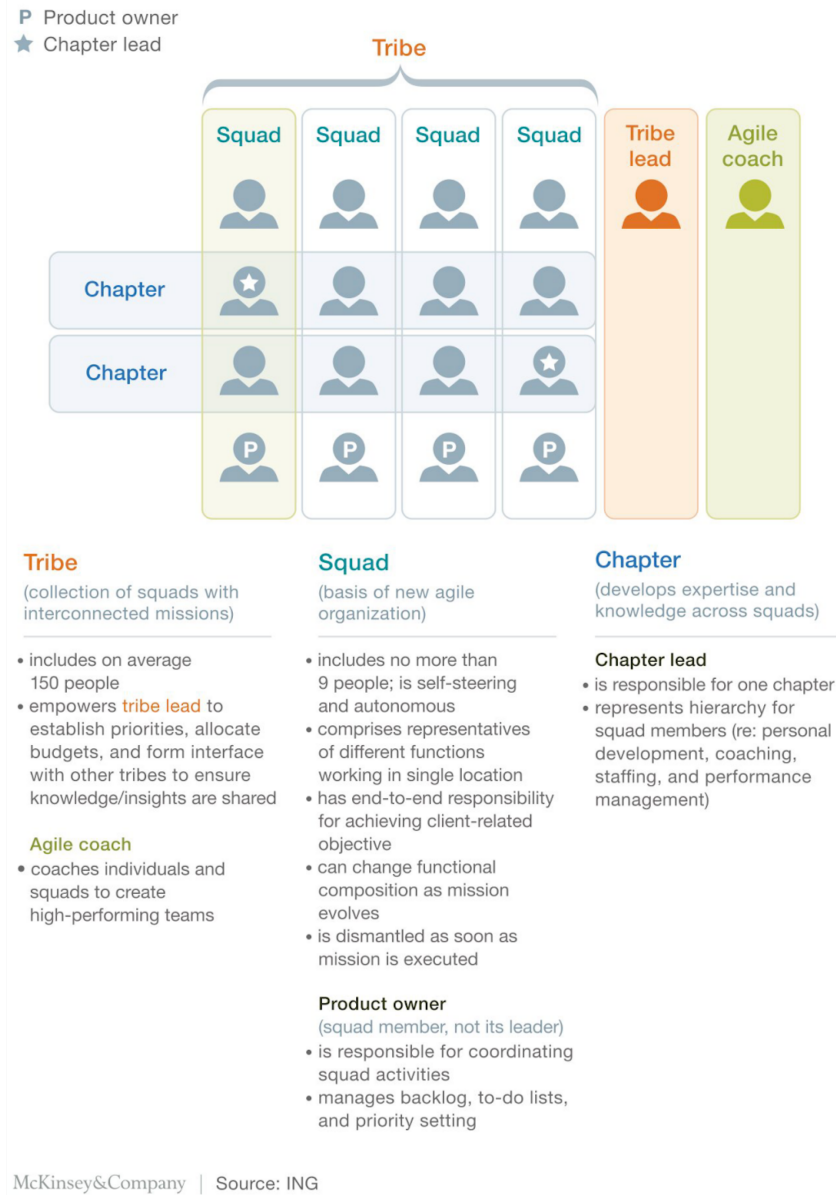 P Product owner
★ Chapter lead
Tribe
Squad
Squad
Squad
Squad
Tribe
lead
Agile
coach
Chapter
Chapter
P
P
P
P
Tribe
(collection of squads with
interconnected missions)
• includes on average
150 people
• empowers tribe lead to
establish priorities, allocate
budgets, and form interface
with other tribes to ensure
knowledge/insights are shared
Agile coach
• coaches individuals and
squads to create
high-performing teams
Squad
(basis of new agile
organization)
• includes no more than
9 people; is self-steering
and autonomous
• comprises representatives
of different functions
working in single location
• has end-to-end responsibility
for achieving client-related
objective
• can change functional
composition as mission
evolves
• is dismantled as soon as
mission is executed
Product owner
(squad member, not its leader)
• is responsible for coordinating
squad activities
• manages backlog, to-do lists,
and priority setting
Chapter
(develops expertise and
knowledge across squads)
Chapter lead
• is responsible for one chapter
• represents hierarchy for
squad members (re: personal
development, coaching,
staffing, and performance
management)
McKinsey&Company | Source: ING